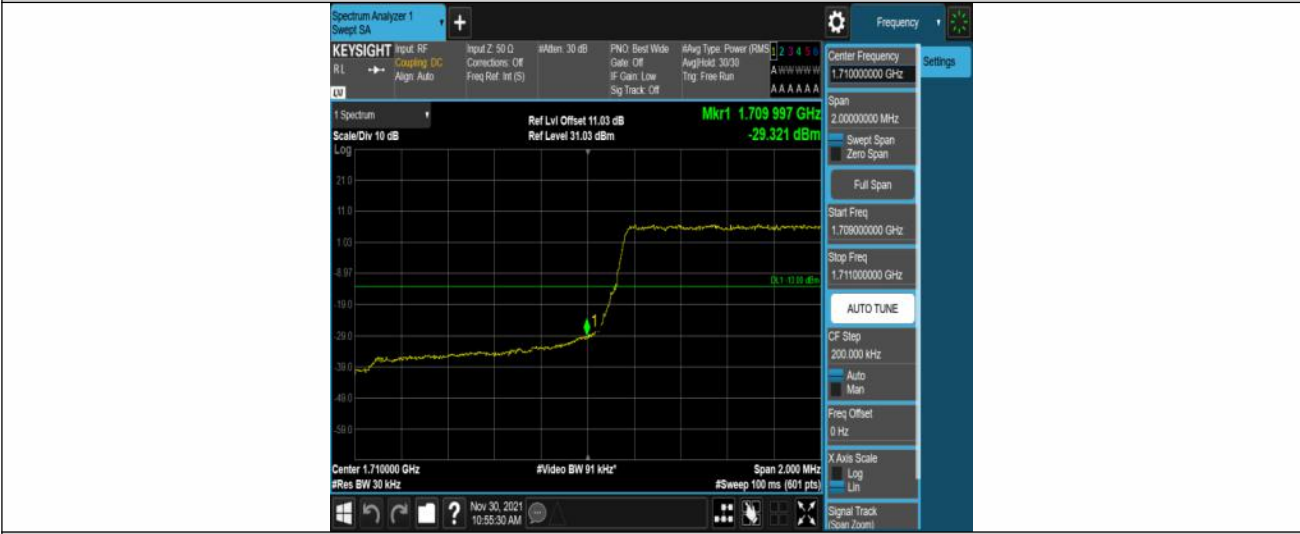 Spectrum Analyzer 1
Swept SA
+
Frequency
KEYSIGHT
RL
Input: RF
Coupling: DC
Align: Auto
Input Z: 50 Ω
Corrections: Off
Freq Ref: Int (S)
#Atten: 30 dB
PNO: Best Wide
Gate: Off
IF Gain: Low
Sig Track: Off
#Avg Type: Power (RMS
Avg|Hold: 30/30
Trig: Free Run
1 2 3 4 5 6
A W W W W W
A A A A A A
1 Spectrum
Scale/Div 10 dB
Ref Lvl Offset 11.03 dB
Ref Level 31.03 dBm
Mkr1 1.709 997 GHz
-29.321 dBm
Log
21.0
11.0
1.03
-8.97
-19.0
-29.0
-39.0
-49.0
-59.0
DL1 -13.00 dBm
1
Center 1.710000 GHz
#Res BW 30 kHz
#Video BW 91 kHz*
Span 2.000 MHz
#Sweep 100 ms (601 pts)
Nov 30, 2021
10:55:30 AM
?
Center Frequency
1.710000000 GHz
Settings
Span
2.00000000 MHz
Swept Span
Zero Span
Full Span
Start Freq
1.709000000 GHz
Stop Freq
1.711000000 GHz
AUTO TUNE
CF Step
200.000 kHz
Auto
Man
Freq Offset
0 Hz
X Axis Scale
Log
Lin
Signal Track
(Span Zoom)